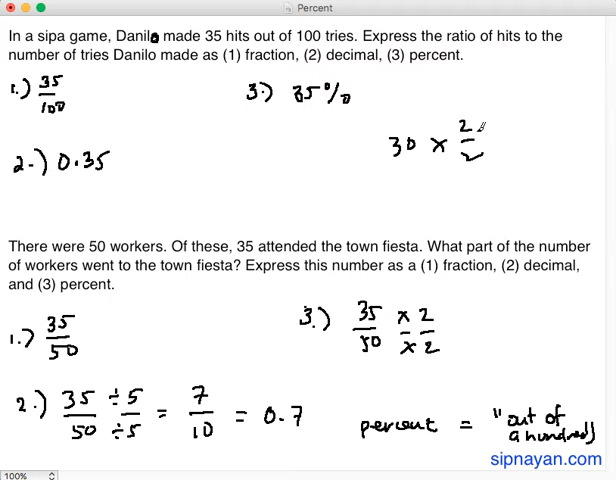 Percent
In a sipa game, Danilo made 35 hits out of 100 tries. Express the ratio of hits to the
number of tries Danilo made as (1) fraction, (2) decimal, (3) percent.
1.) 35/100
3.) 35%
30 x 2/2
2.) 0.35
There were 50 workers. Of these, 35 attended the town fiesta. What part of the number
of workers went to the town fiesta? Express this number as a (1) fraction, (2) decimal,
and (3) percent.
1.) 35/50
3.) 35/50 x 2/x 2
2.) 35/50 ÷5/÷5 = 7/10 = 0.7
percent = "out of
a hundred"
sipnayan.com
100%